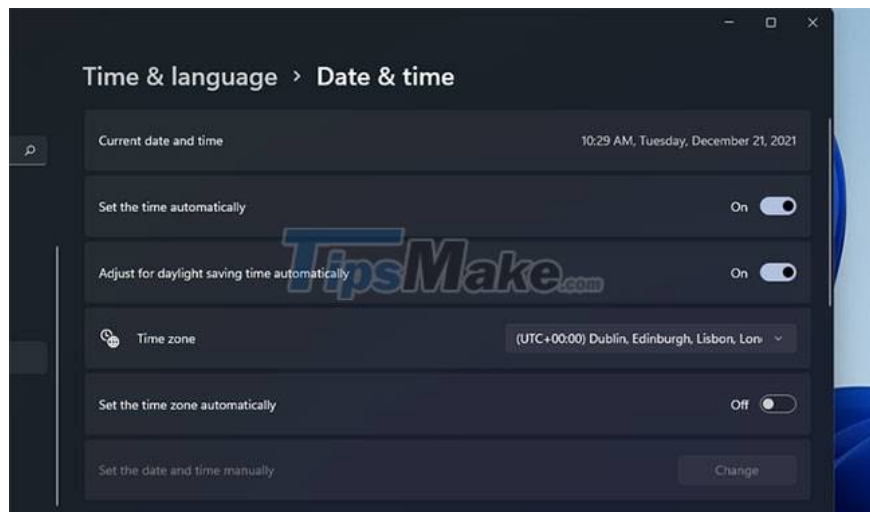 Time & language > Date & time
Current date and time 10:29 AM, Tuesday, December 21, 2021
Set the time automatically On
TipsMake.com
Adjust for daylight saving time automatically On
Time zone (UTC+00:00) Dublin, Edinburgh, Lisbon, Lon
Set the time zone automatically Off
Set the date and time manually Change